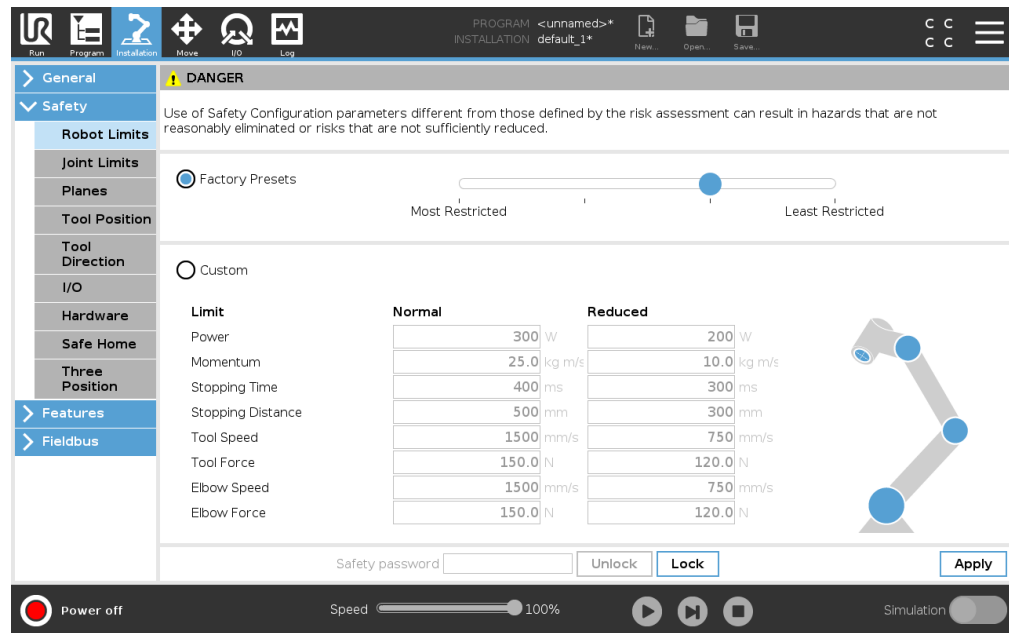 PROGRAM <unnamed>*
INSTALLATION default_1*
UR
Run
Program
Installation
Move
I/O
Log
New...
Open...
Save...
C C
C C
General
Safety
Robot Limits
Joint Limits
Planes
Tool Position
Tool
Direction
I/O
Hardware
Safe Home
Three
Position
Features
Fieldbus
DANGER
Use of Safety Configuration parameters different from those defined by the risk assessment can result in hazards that are not
reasonably eliminated or risks that are not sufficiently reduced.
Factory Presets
Most Restricted Least Restricted
Custom
Limit Normal Reduced
Power 300 W 200 W
Momentum 25.0 kg m/s 10.0 kg m/s
Stopping Time 400 ms 300 ms
Stopping Distance 500 mm 300 mm
Tool Speed 1500 mm/s 750 mm/s
Tool Force 150.0 N 120.0 N
Elbow Speed 1500 mm/s 750 mm/s
Elbow Force 150.0 N 120.0 N
Safety password Unlock Lock Apply
Power off Speed 100% Simulation